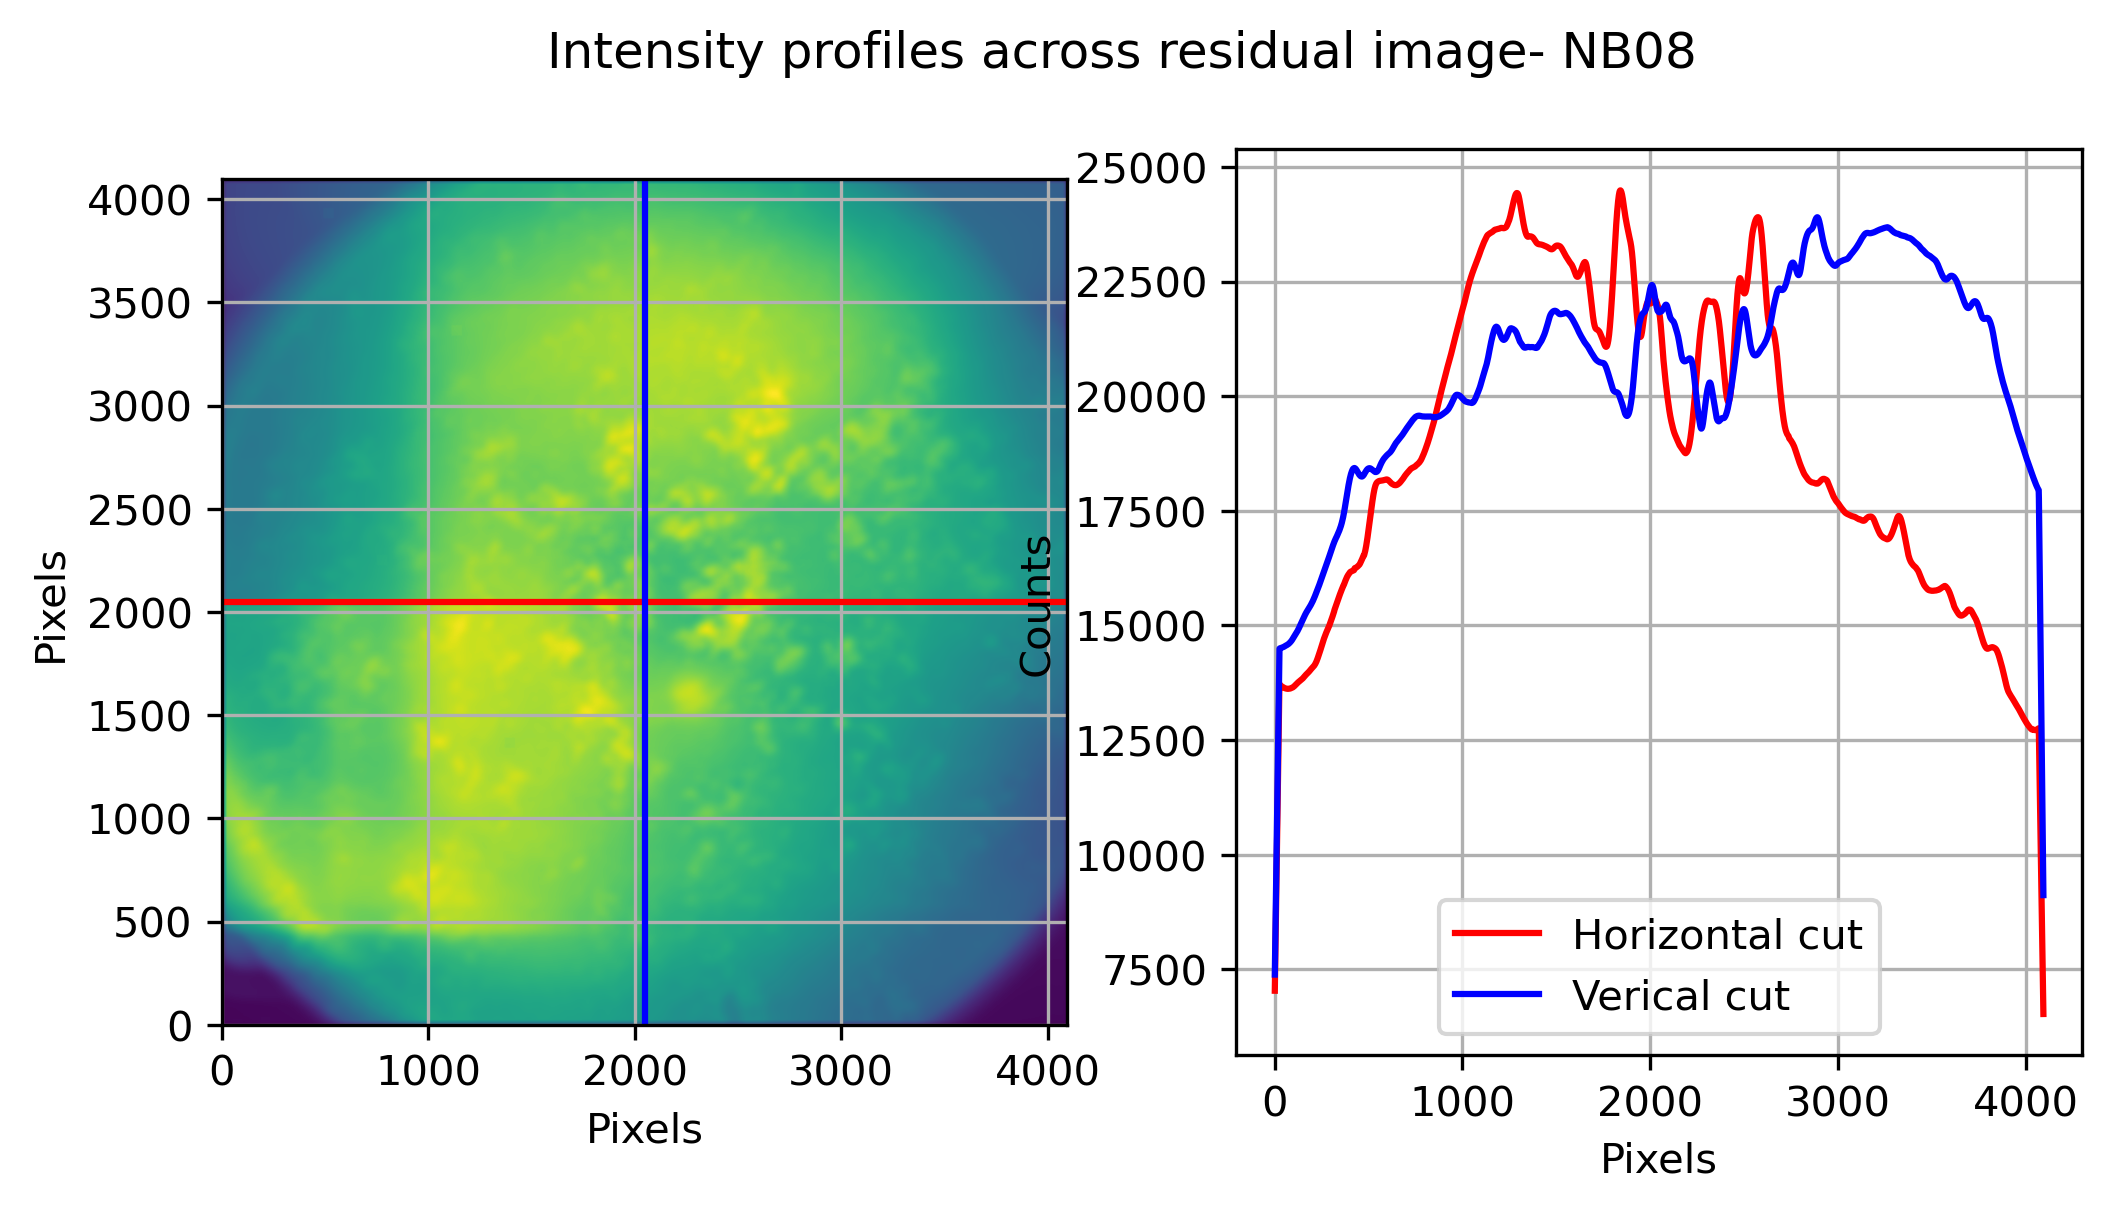 Intensity profiles across residual image- NB08
4000
3500
3000
2500
2000
1500
1000
500
0
Pixels
0 1000 2000 3000 4000
Pixels
25000
22500
20000
17500
15000
12500
10000
7500
Counts
Horizontal cut
Verical cut
0 1000 2000 3000 4000
Pixels